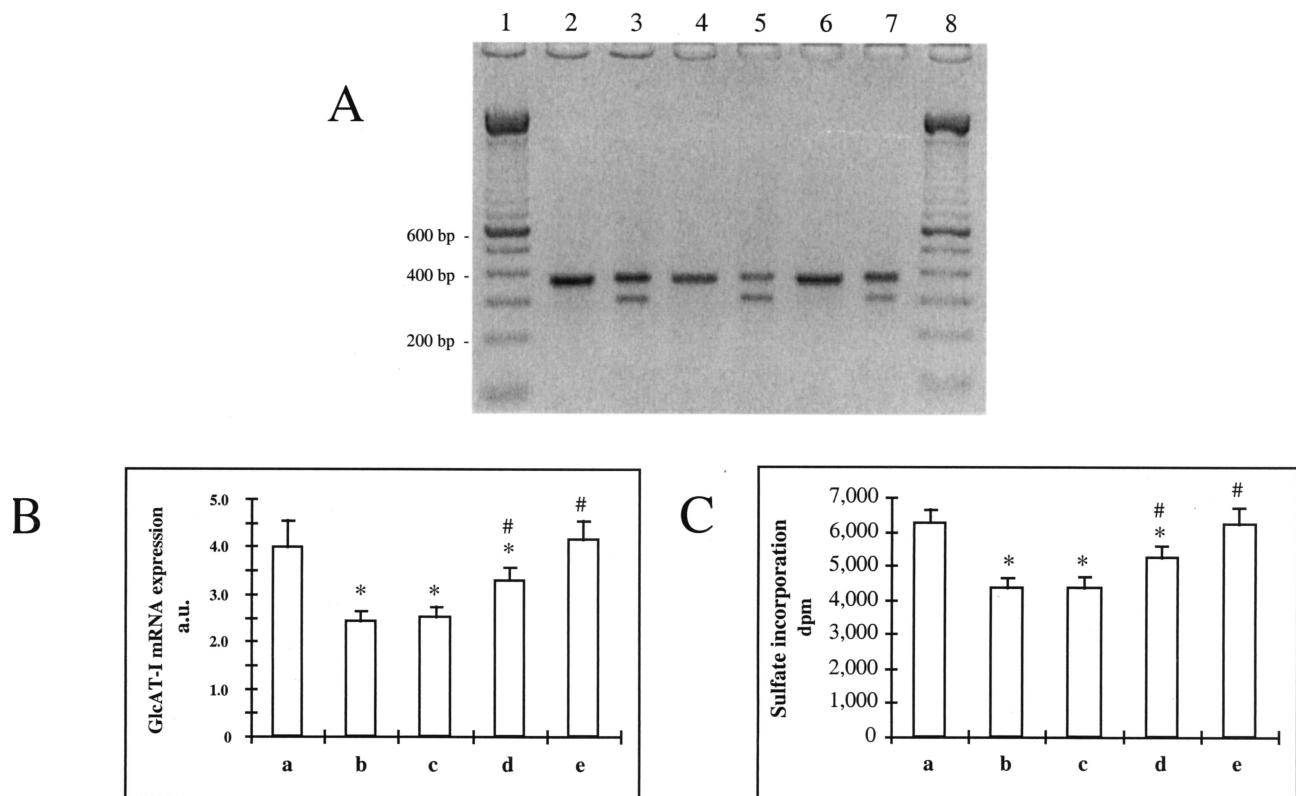 1 2 3 4 5 6 7 8
A
600 bp -
400 bp -
200 bp -
B
GlcAT-I mRNA expression
a.u.
5.0
4.0
3.0
2.0
1.0
0
* * # * #
a b c d e
C
Sulfate incorporation
dpm
7,000
6,000
5,000
4,000
3,000
2,000
1,000
0
* * # * #
a b c d e